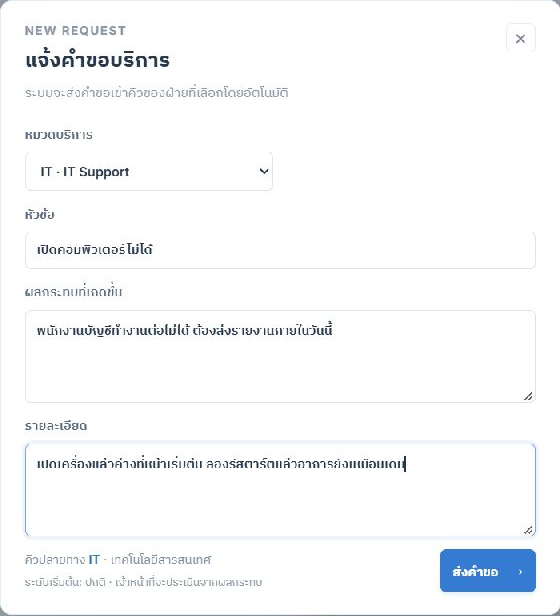 NEW REQUEST
แจ้งคำขอบริการ
ระบบจะส่งคำขอเข้าคิวของฝ่ายที่เลือกโดยอัตโนมัติ
หมวดบริการ
IT · IT Support
หัวข้อ
เปิดคอมพิวเตอร์ไม่ได้
ผลกระทบที่เกิดขึ้น
พนักงานบัญชีทำงานต่อไม่ได้ ต้องส่งรายงานภายในวันนี้
รายละเอียด
เปิดเครื่องแล้วค้างที่หน้าเริ่มต้น ลองรีสตาร์ตแล้วอาการยังเหมือนเดิม
คิวปลายทาง IT · เทคโนโลยีสารสนเทศ
ระดับเริ่มต้น: ปกติ · เจ้าหน้าที่จะประเมินจากผลกระทบ
ส่งคำขอ ›